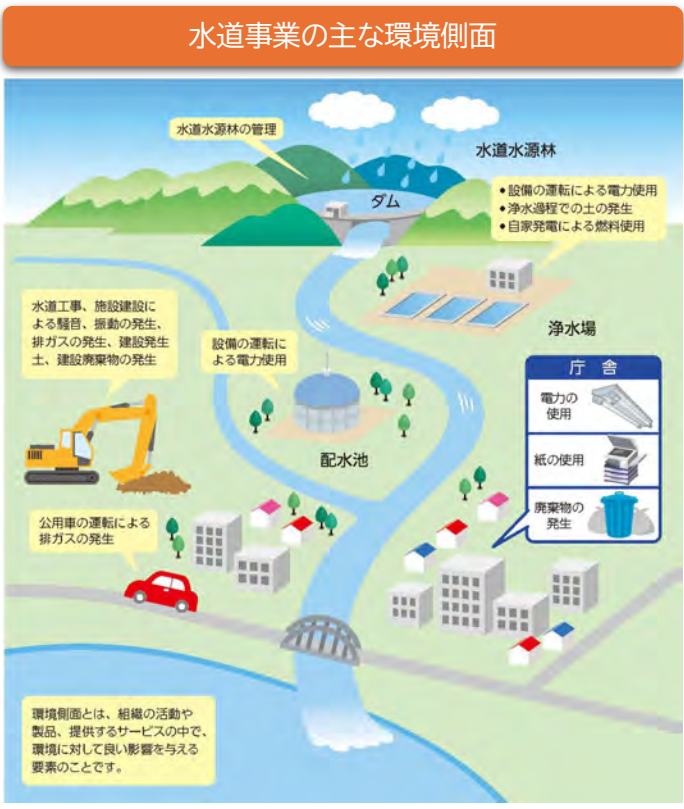 水道事業の主な環境側面
水道水源林の管理
水道水源林
ダム
●設備の運転による電力使用
●浄水過程での土の発生
●自家発電による燃料使用
浄水場
水道工事、施設建設に
よる騒音、振動の発生、
排ガスの発生、建設発生
土、建設廃棄物の発生
設備の運転に
よる電力使用
配水池
庁舎
電力の
使用
紙の使用
廃棄物の
発生
公用車の運転による
排ガスの発生
環境側面とは、組織の活動や
製品、提供するサービスの中で、
環境に対して良い影響を与える
要素のことです。